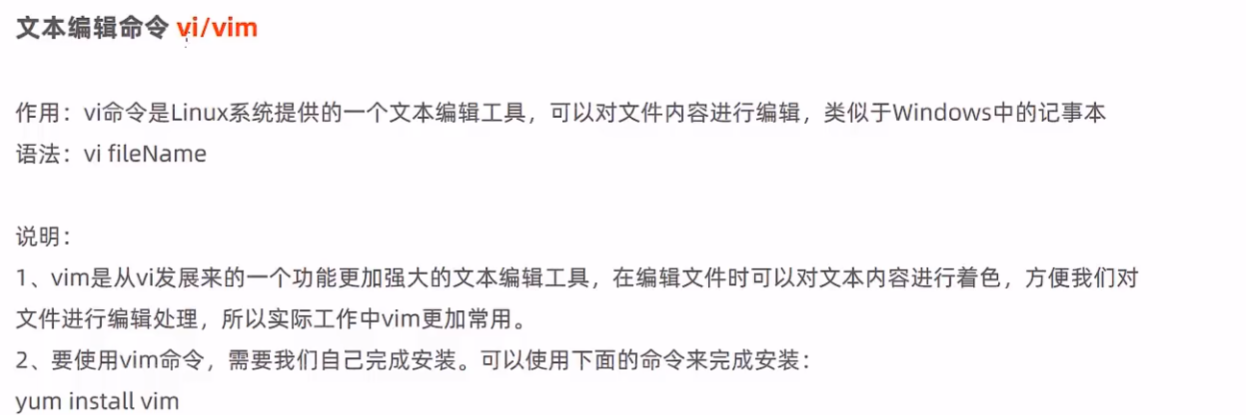 文本编辑命令 vi/vim
作用：vi命令是Linux系统提供的一个文本编辑工具，可以对文件内容进行编辑，类似于Windows中的记事本
语法：vi fileName
说明：
1、vim是从vi发展来的一个功能更加强大的文本编辑工具，在编辑文件时可以对文本内容进行着色，方便我们对
文件进行编辑处理，所以实际工作中vim更加常用。
2、要使用vim命令，需要我们自己完成安装。可以使用下面的命令来完成安装：
yum install vim